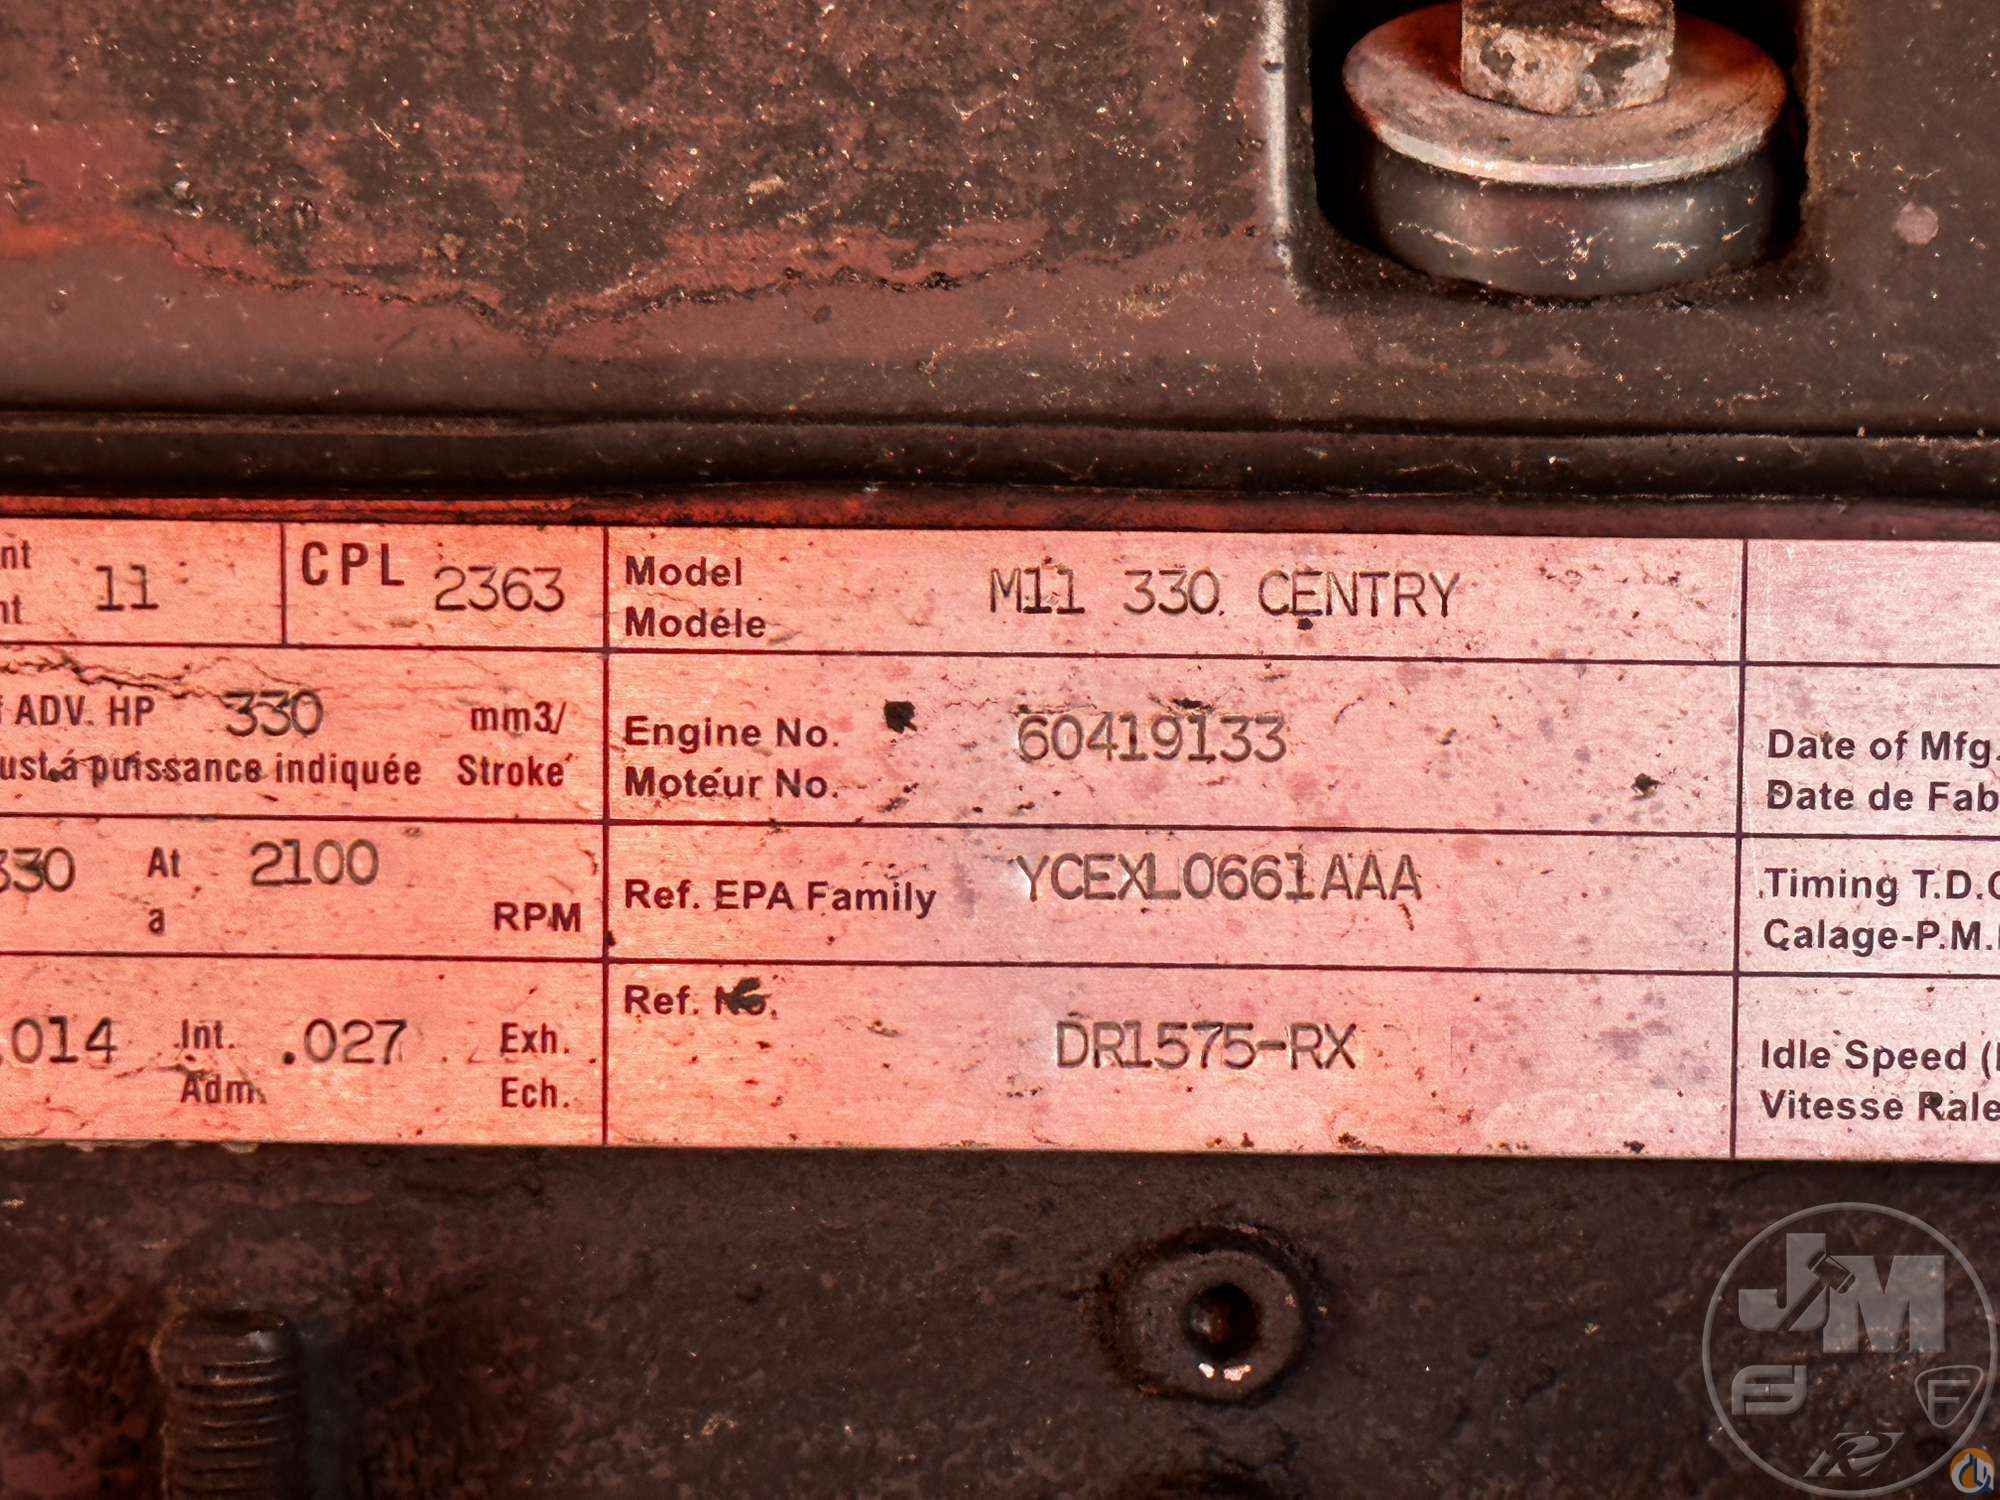 nt 11
nt
CPL 2363
Model M11 330 CENTRY
Modéle
ADV. HP 330 mm3/
ust.á puissance indiquée Stroke
Engine No. 60419133
Moteur No.
Date of Mfg.
Date de Fab
330 At 2100
a RPM
Ref. EPA Family YCEXL0661AAA
Timing T.D.C
Calage-P.M.
Ref. No.
.014 Int. .027 Exh.
Adm. Ech.
DR1575-RX
Idle Speed (
Vitesse Rale
JM
F